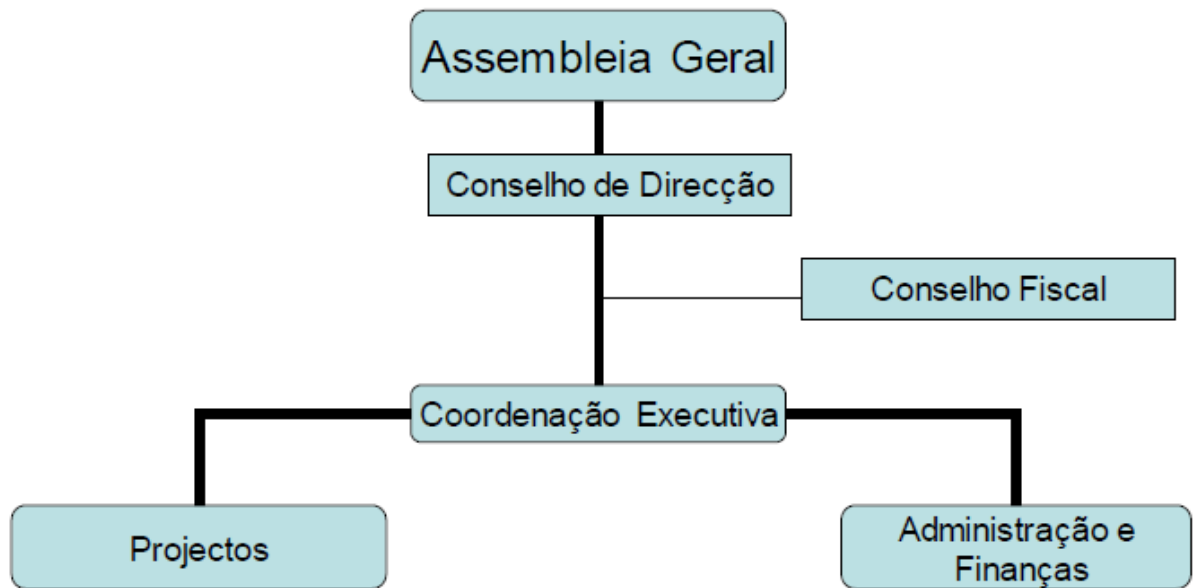 Assembleia Geral
Conselho de Direcção
Conselho Fiscal
Coordenação Executiva
Projectos
Administração e
Finanças